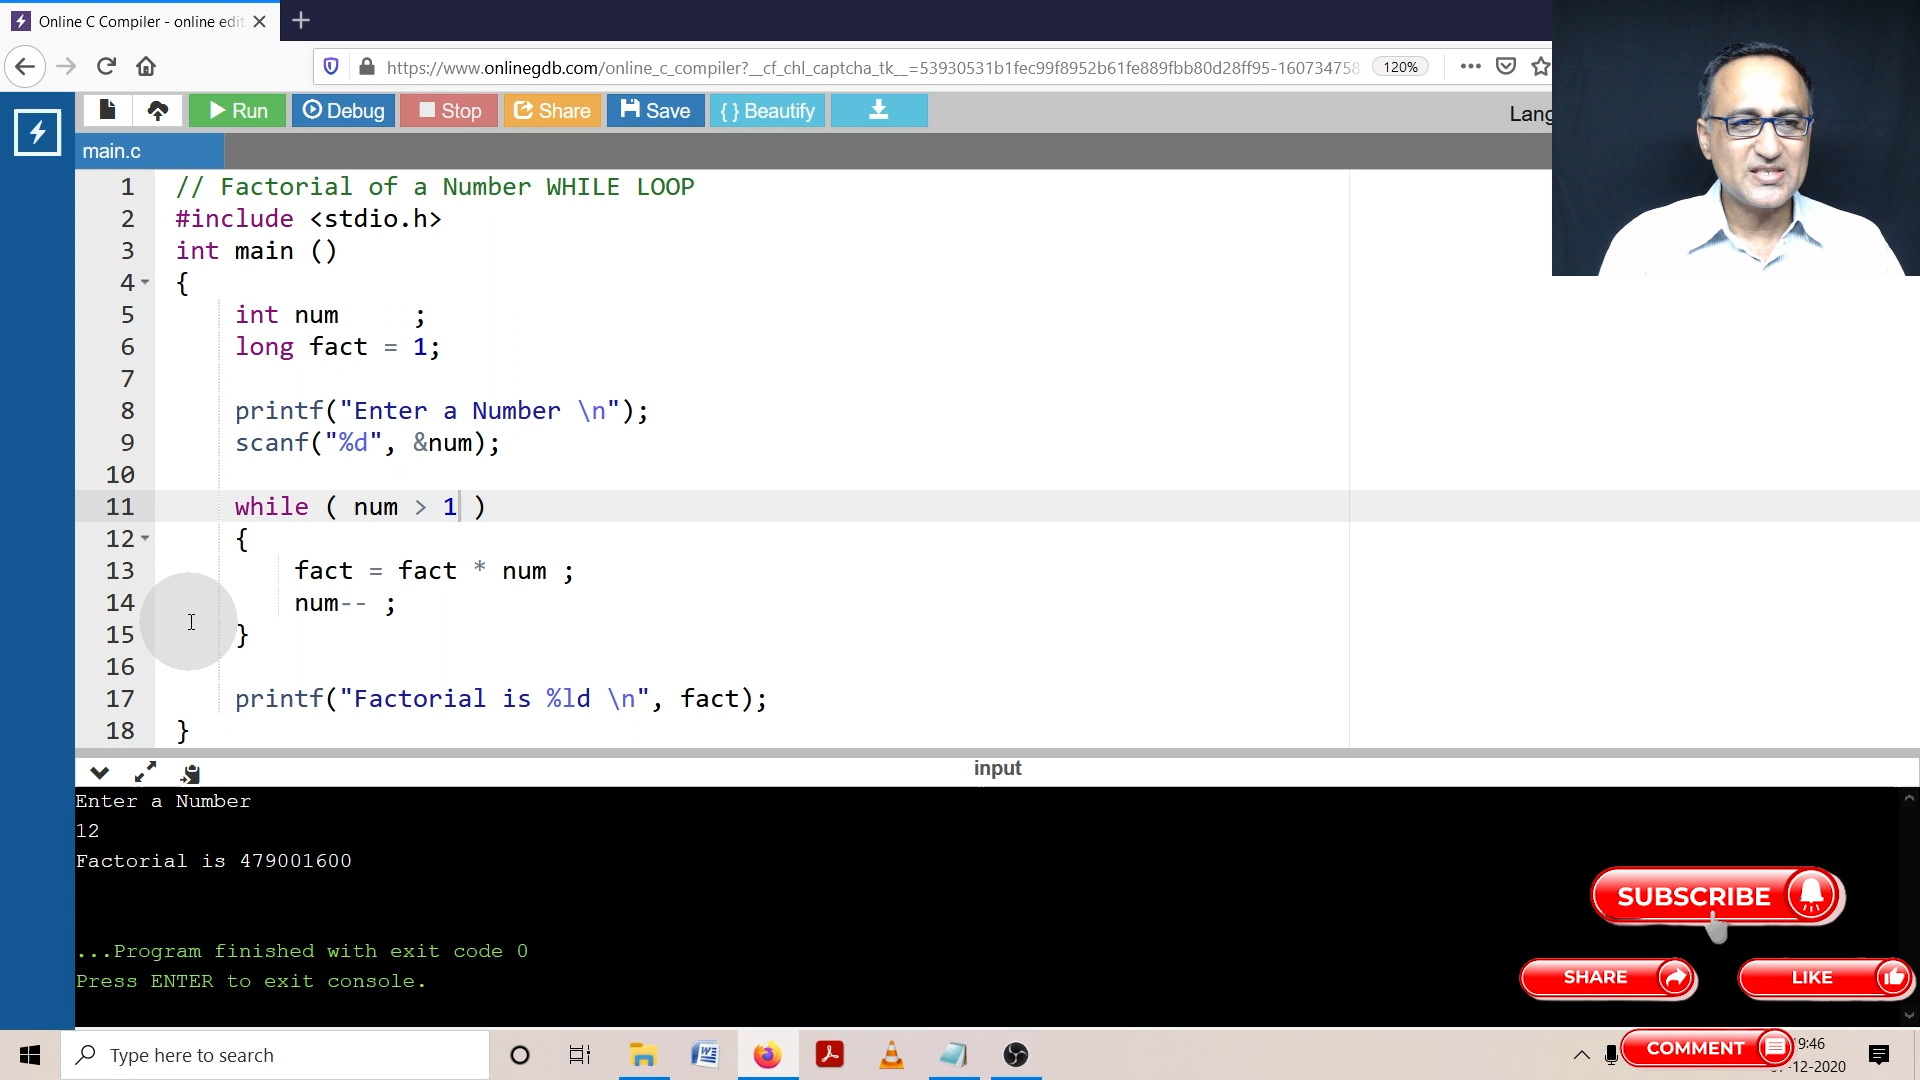 Online C Compiler - online edit
https://www.onlinegdb.com/online_c_compiler?__cf_chl_captcha_tk__=53930531b1fec99f8952b61fe889fbb80d28ff95-160734758
120%
Run
Debug
Stop
Share
Save
{ } Beautify
Lang
main.c
1 // Factorial of a Number WHILE LOOP
2 #include <stdio.h>
3 int main ()
4 {
5 int num ;
6 long fact = 1;
7
8 printf("Enter a Number \n");
9 scanf("%d", &num);
10
11 while ( num > 1 )
12 {
13 fact = fact * num ;
14 num-- ;
15 }
16
17 printf("Factorial is %ld \n", fact);
18 }
input
Enter a Number
12
Factorial is 479001600
...Program finished with exit code 0
Press ENTER to exit console.
SUBSCRIBE
SHARE
LIKE
Type here to search
COMMENT
9:46
-12-2020